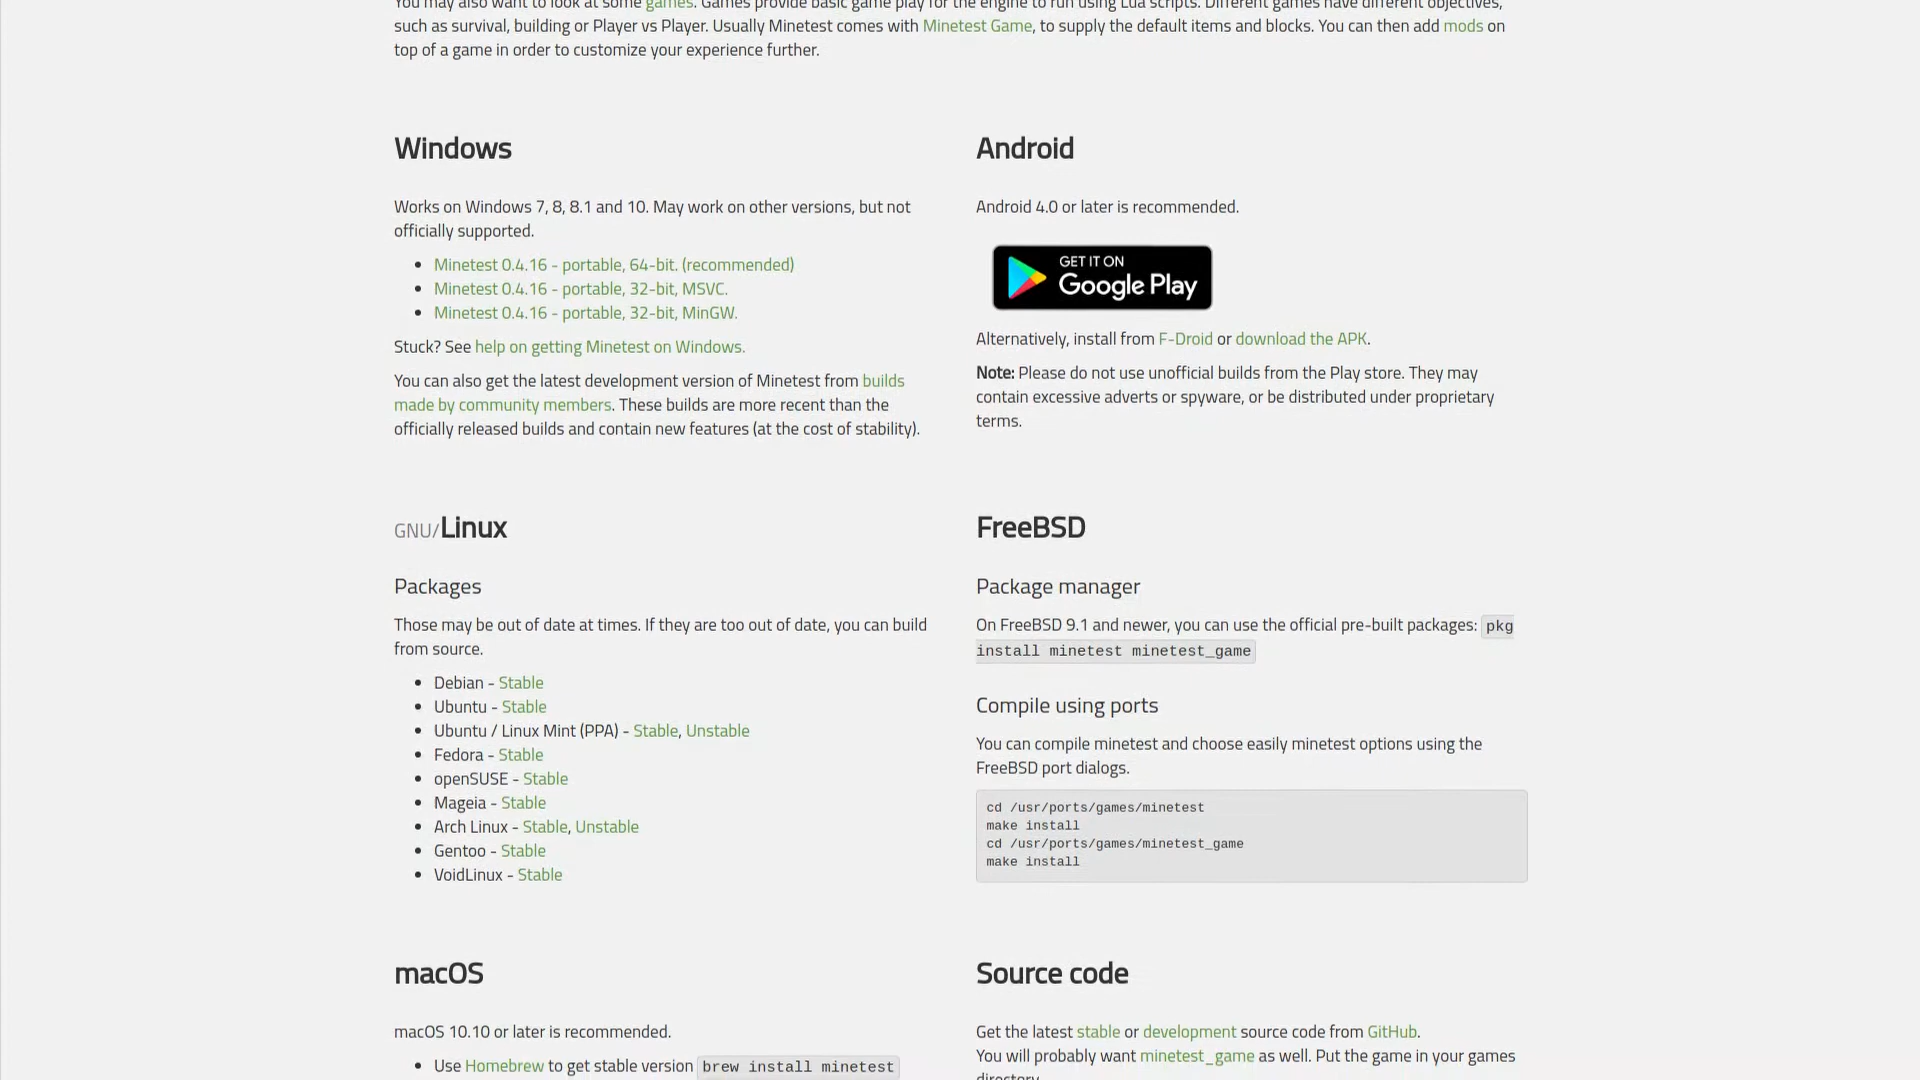 You may also want to look at some games. Games provide basic game play for the engine to run using Lua scripts. Different games have different objectives,
such as survival, building or Player vs Player. Usually Minetest comes with Minetest Game, to supply the default items and blocks. You can then add mods on
top of a game in order to customize your experience further.
Windows
Works on Windows 7, 8, 8.1 and 10. May work on other versions, but not
officially supported.
Minetest 0.4.16 - portable, 64-bit. (recommended)
Minetest 0.4.16 - portable, 32-bit, MSVC.
Minetest 0.4.16 - portable, 32-bit, MinGW.
Stuck? See help on getting Minetest on Windows.
You can also get the latest development version of Minetest from builds
made by community members. These builds are more recent than the
officially released builds and contain new features (at the cost of stability).
Android
Android 4.0 or later is recommended.
GET IT ON
Google Play
Alternatively, install from F-Droid or download the APK.
Note: Please do not use unofficial builds from the Play store. They may
contain excessive adverts or spyware, or be distributed under proprietary
terms.
GNU/Linux
Packages
Those may be out of date at times. If they are too out of date, you can build
from source.
Debian - Stable
Ubuntu - Stable
Ubuntu / Linux Mint (PPA) - Stable, Unstable
Fedora - Stable
openSUSE - Stable
Mageia - Stable
Arch Linux - Stable, Unstable
Gentoo - Stable
VoidLinux - Stable
FreeBSD
Package manager
On FreeBSD 9.1 and newer, you can use the official pre-built packages: pkg
install minetest minetest_game
Compile using ports
You can compile minetest and choose easily minetest options using the
FreeBSD port dialogs.
cd /usr/ports/games/minetest
make install
cd /usr/ports/games/minetest_game
make install
macOS
macOS 10.10 or later is recommended.
Use Homebrew to get stable version brew install minetest
Source code
Get the latest stable or development source code from GitHub.
You will probably want minetest_game as well. Put the game in your games
directory.